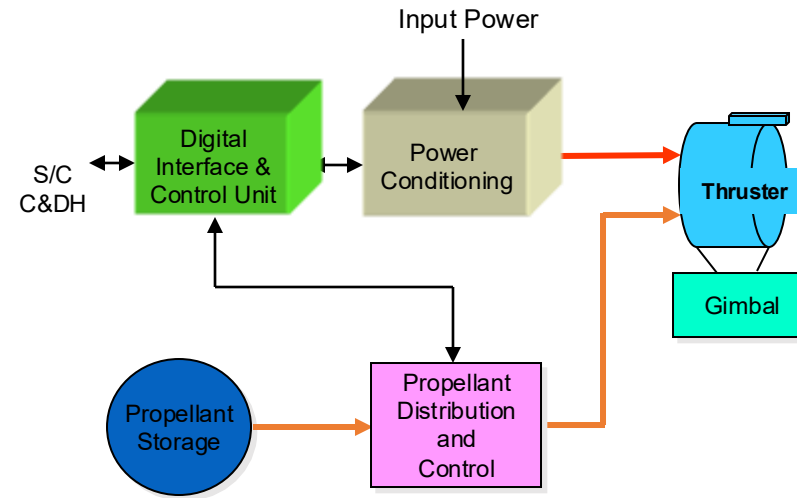 Input Power
Digital
Interface &
Control Unit
Power
Conditioning
S/C
C&DH
Thruster
Gimbal
Propellant
Storage
Propellant
Distribution
and
Control